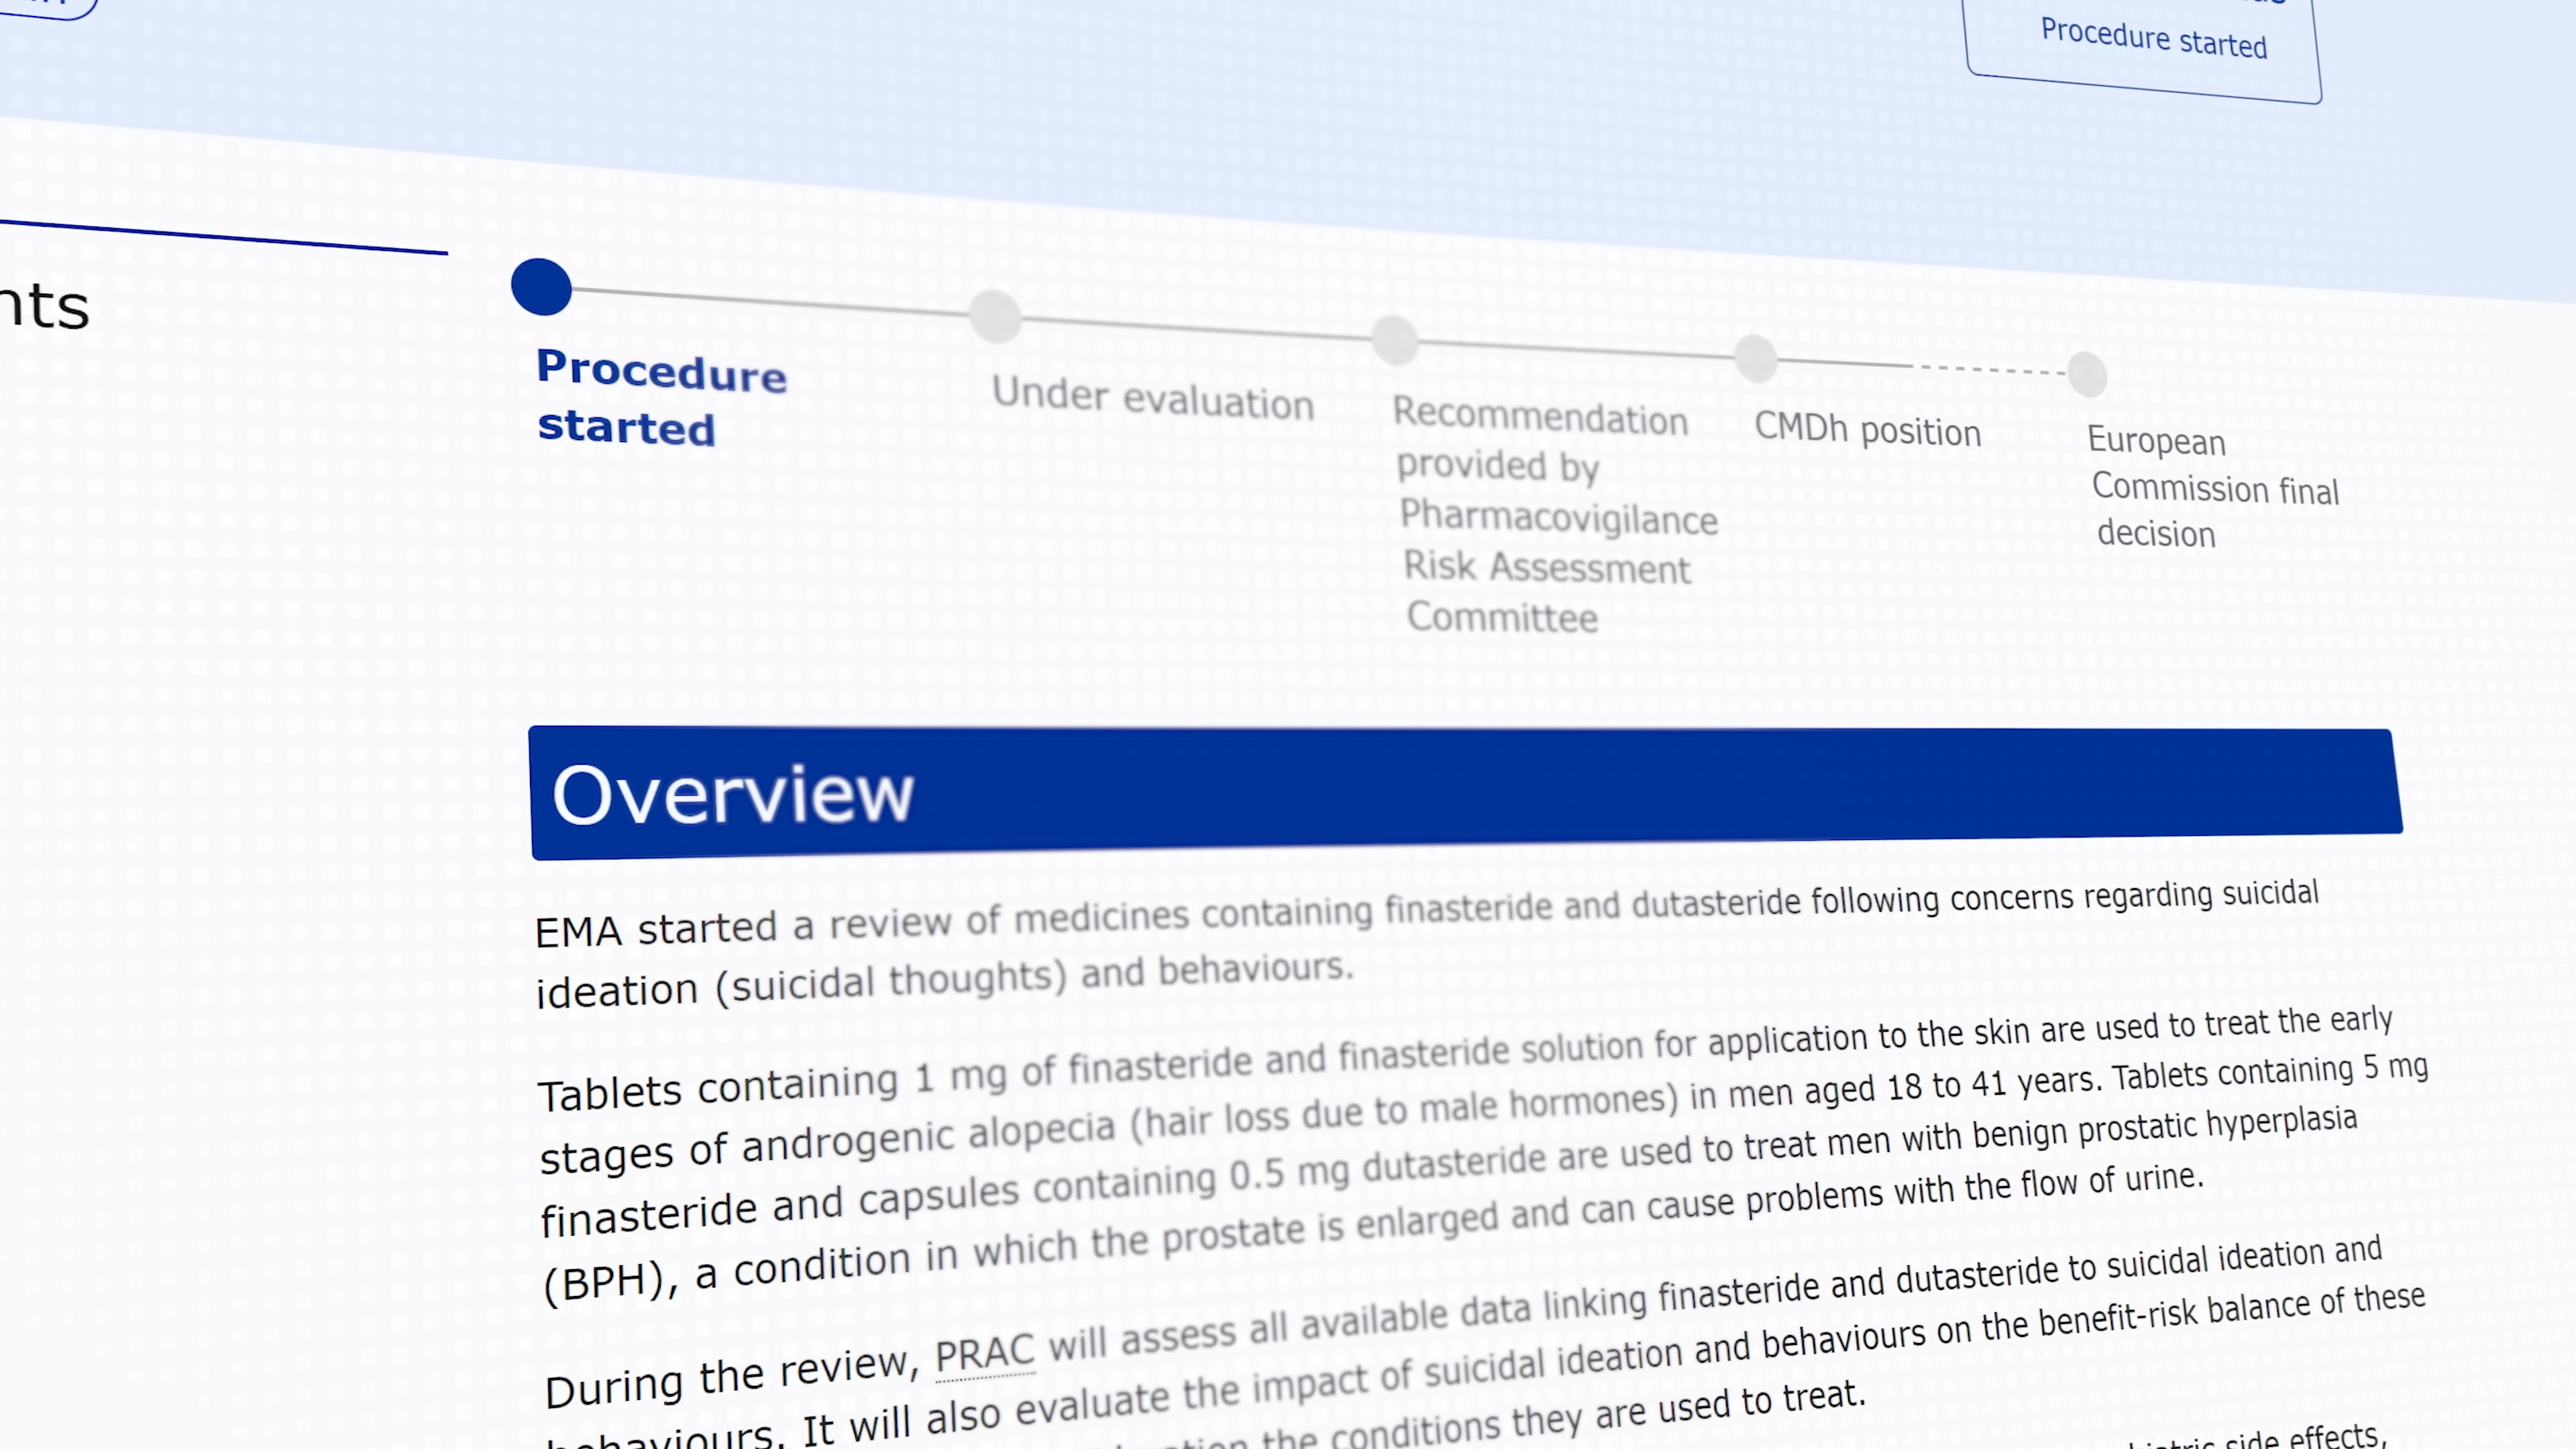 Procedure started
nts
Procedure
started
Under evaluation
Recommendation
provided by
Pharmacovigilance
Risk Assessment
Committee
CMDh position
European
Commission final
decision
Overview
EMA started a review of medicines containing finasteride and dutasteride following concerns regarding suicidal
ideation (suicidal thoughts) and behaviours.
Tablets containing 1 mg of finasteride and finasteride solution for application to the skin are used to treat the early
stages of androgenic alopecia (hair loss due to male hormones) in men aged 18 to 41 years. Tablets containing 5 mg
finasteride and capsules containing 0.5 mg dutasteride are used to treat men with benign prostatic hyperplasia
(BPH), a condition in which the prostate is enlarged and can cause problems with the flow of urine.
During the review, PRAC will assess all available data linking finasteride and dutasteride to suicidal ideation and
behaviours. It will also evaluate the impact of suicidal ideation and behaviours on the benefit-risk balance of these
the conditions they are used to treat.
side effects,